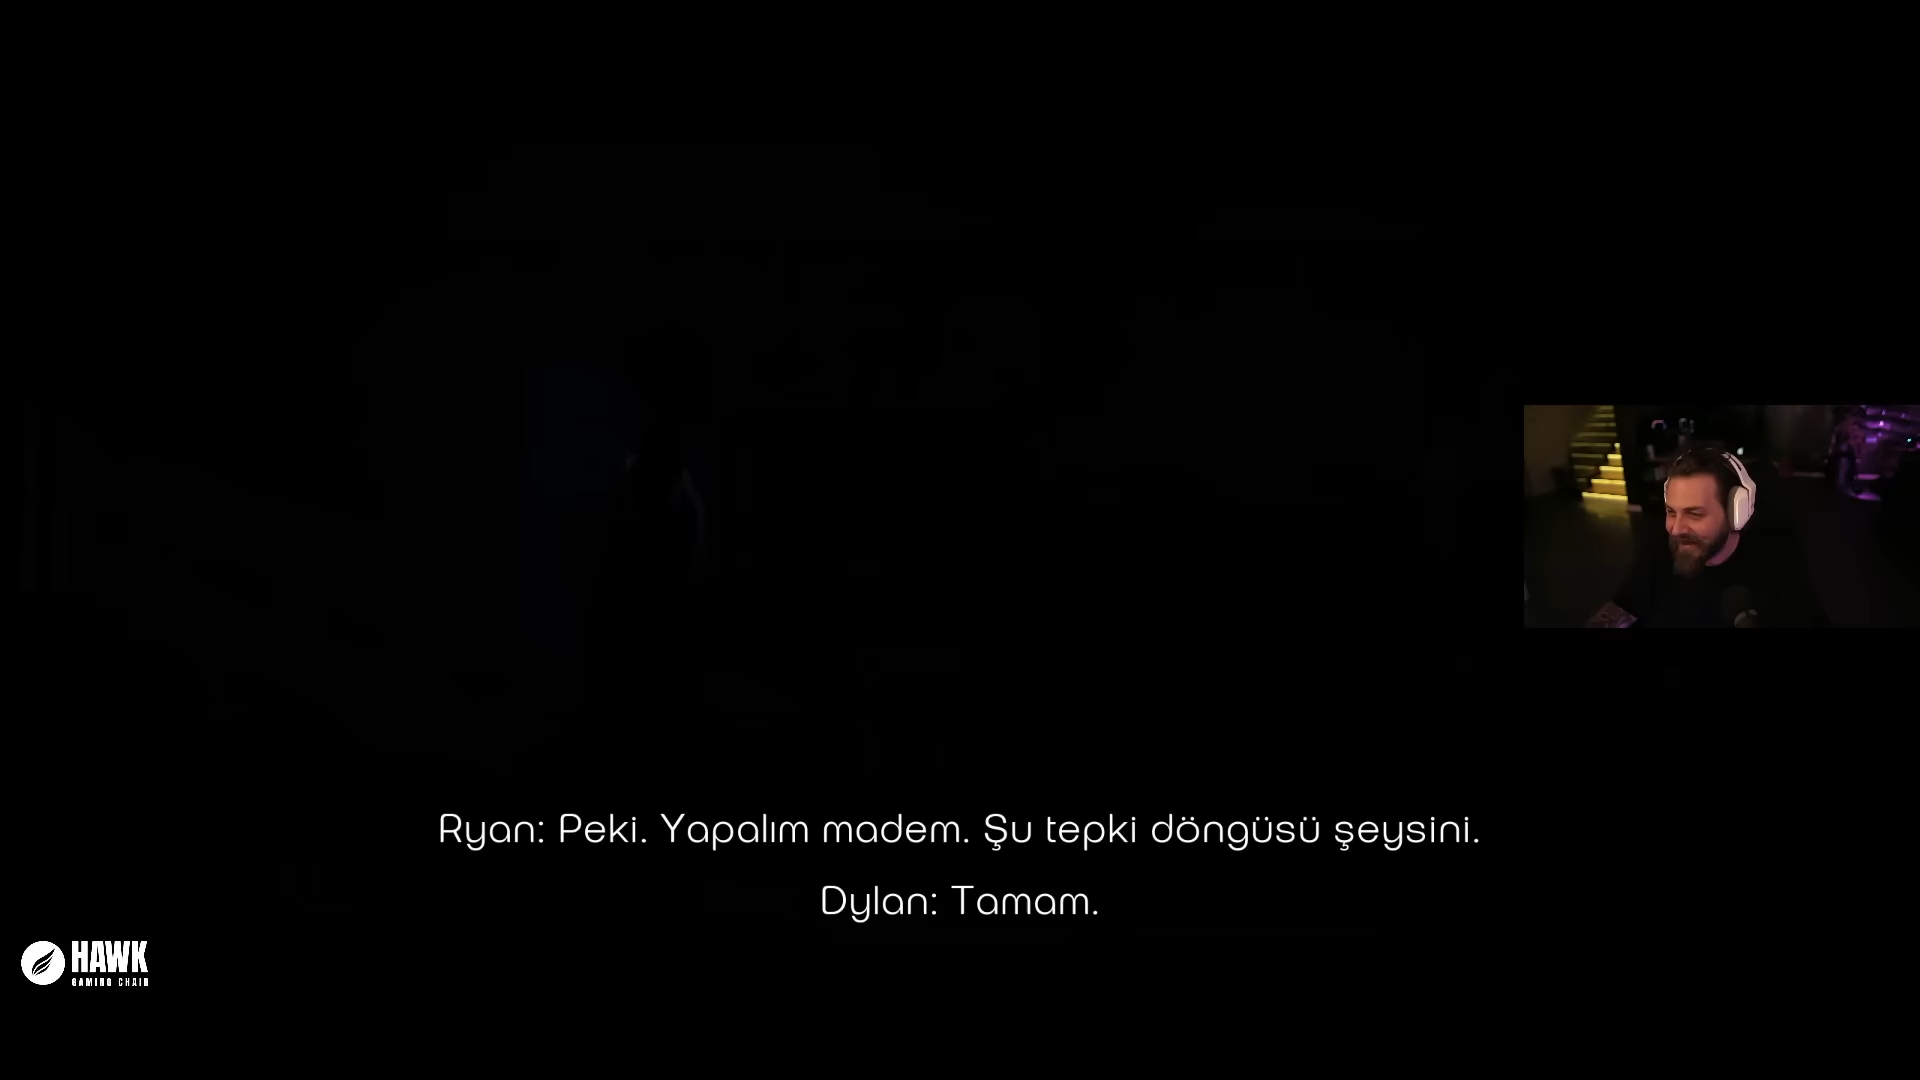 Ryan: Peki. Yapalım madem. Şu tepki döngüsü şeysini.
Dylan: Tamam.
HAWK
GAMING CHAIR